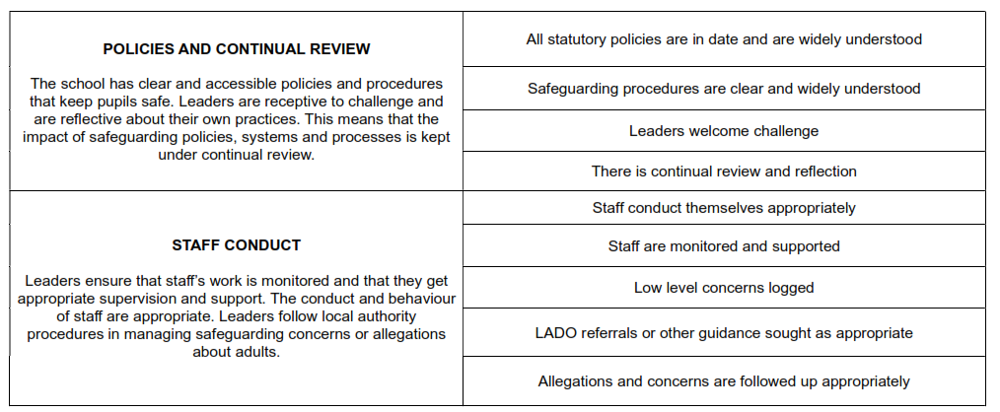 POLICIES AND CONTINUAL REVIEW
The school has clear and accessible policies and procedures
that keep pupils safe. Leaders are receptive to challenge and
are reflective about their own practices. This means that the
impact of safeguarding policies, systems and processes is kept
under continual review.
All statutory policies are in date and are widely understood
Safeguarding procedures are clear and widely understood
Leaders welcome challenge
There is continual review and reflection
STAFF CONDUCT
Leaders ensure that staff’s work is monitored and that they get
appropriate supervision and support. The conduct and behaviour
of staff are appropriate. Leaders follow local authority
procedures in managing safeguarding concerns or allegations
about adults.
Staff conduct themselves appropriately
Staff are monitored and supported
Low level concerns logged
LADO referrals or other guidance sought as appropriate
Allegations and concerns are followed up appropriately